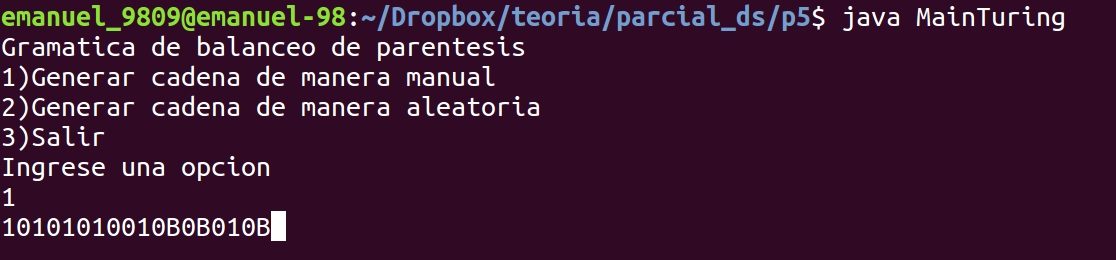 emanuel_9809@emanuel-98:~/Dropbox/teoria/parcial_ds/p5$ java MainTuring
Gramatica de balanceo de parentesis
1)Generar cadena de manera manual
2)Generar cadena de manera aleatoria
3)Salir
Ingrese una opcion
1
10101010010B0B010B